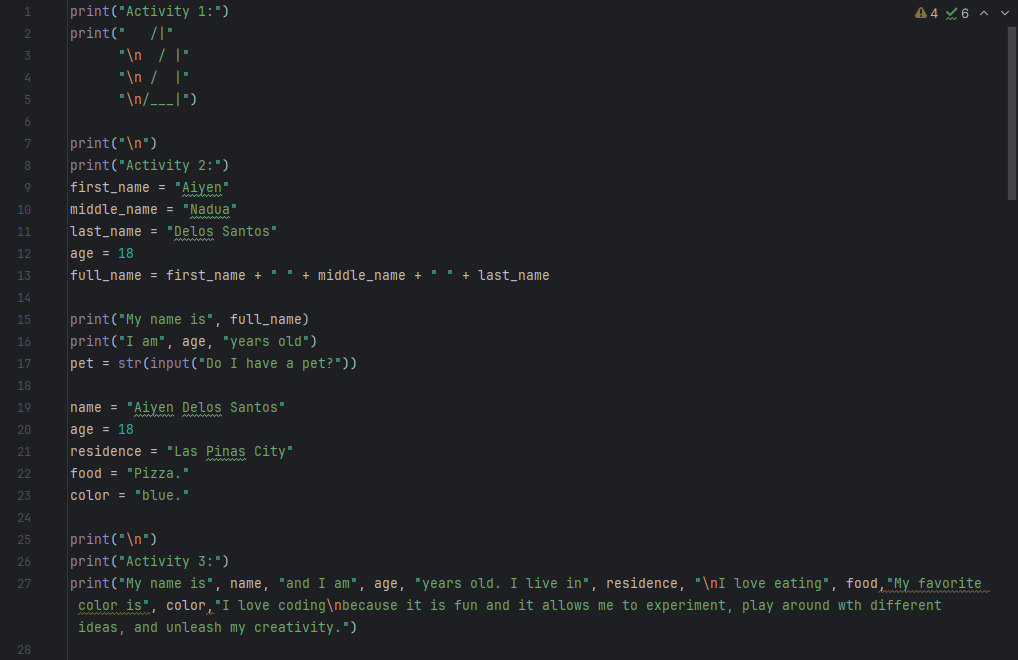 4 6
1 print("Activity 1:")
2 print("   /|"
3       "\n  / |"
4       "\n /  |"
5       "\n/___|")
6
7 print("\n")
8 print("Activity 2:")
9 first_name = "Aiyen"
10 middle_name = "Nadua"
11 last_name = "Delos Santos"
12 age = 18
13 full_name = first_name + " " + middle_name + " " + last_name
14
15 print("My name is", full_name)
16 print("I am", age, "years old")
17 pet = str(input("Do I have a pet?"))
18
19 name = "Aiyen Delos Santos"
20 age = 18
21 residence = "Las Pinas City"
22 food = "Pizza."
23 color = "blue."
24
25 print("\n")
26 print("Activity 3:")
27 print("My name is", name, "and I am", age, "years old. I live in", residence, "\nI love eating", food,"My favorite
color is", color,"I love coding\nbecause it is fun and it allows me to experiment, play around wth different
ideas, and unleash my creativity.")
28